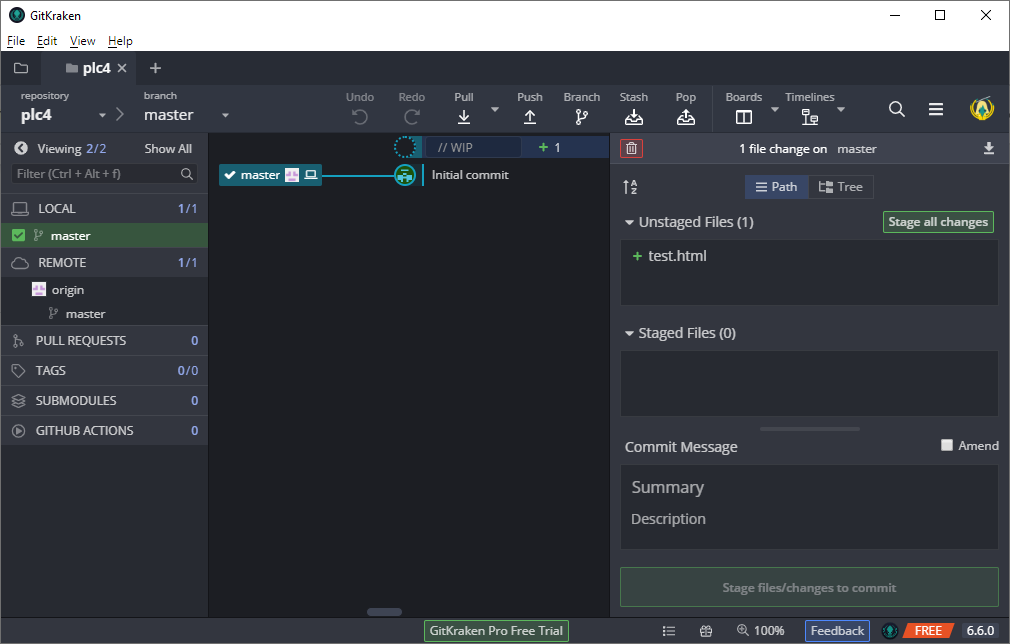 GitKraken
File Edit View Help
plc4
repository
plc4
branch
master
Undo
Redo
Pull
Push
Branch
Stash
Pop
Boards
Timelines
Viewing 2/2
Show All
Filter (Ctrl + Alt + f)
LOCAL 1/1
master
REMOTE 1/1
origin
master
PULL REQUESTS 0
TAGS 0/0
SUBMODULES 0
GITHUB ACTIONS 0
// WIP
+ 1
master
Initial commit
1 file change on master
Path
Tree
Unstaged Files (1)
Stage all changes
+ test.html
Staged Files (0)
Commit Message
Amend
Summary
Description
Stage files/changes to commit
GitKraken Pro Free Trial
100%
Feedback
FREE
6.6.0